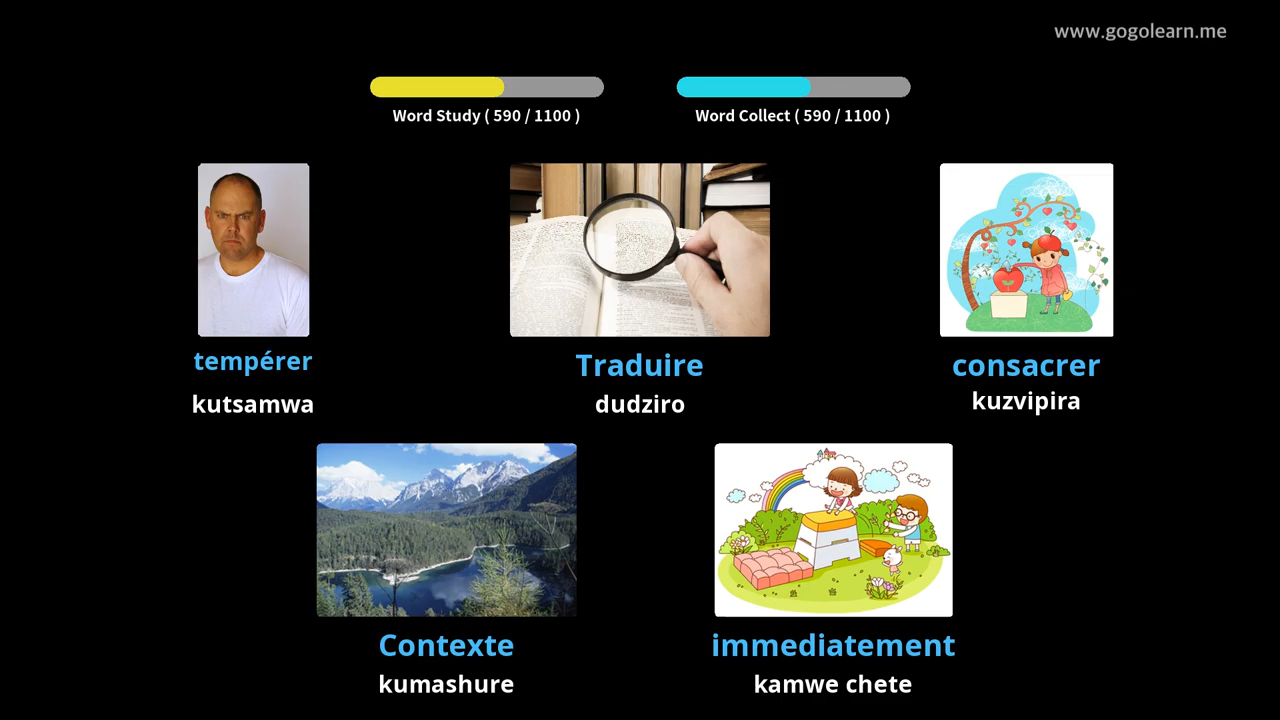 www.gogolearn.me
Word Study ( 590 / 1100 )
Word Collect ( 590 / 1100 )
tempérer
kutsamwa
Traduire
dudziro
consacrer
kuzvipira
Contexte
kumashure
immediatement
kamwe chete